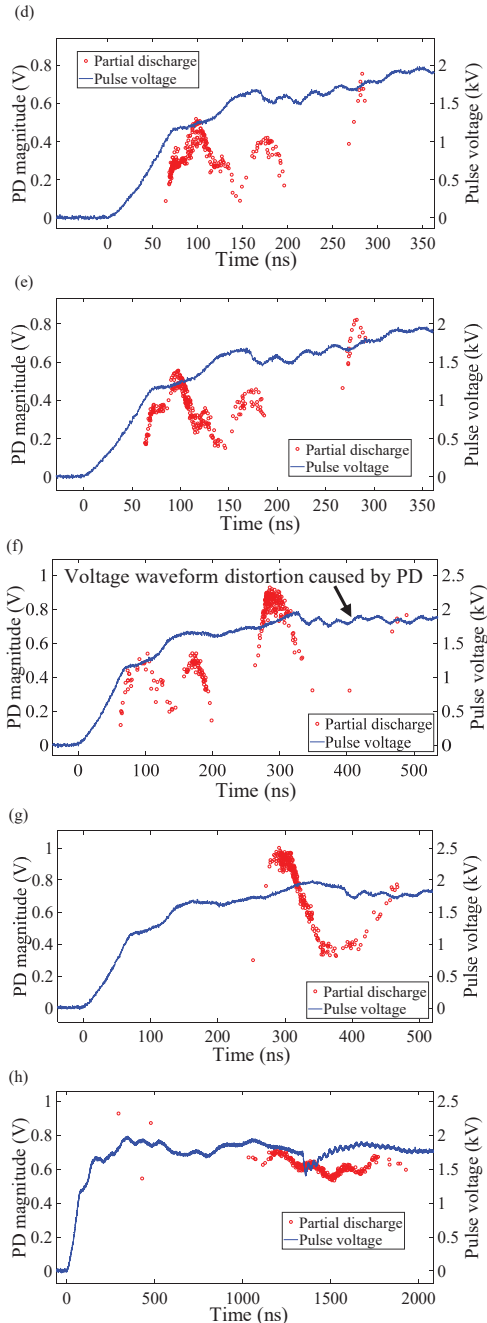 (d)
Partial discharge
Pulse voltage
PD magnitude (V)
0.8
0.6
0.4
0.2
0
Pulse voltage (kV)
2
1.5
1
0.5
0
0 50 100 150 200 250 300 350
Time (ns)
(e)
PD magnitude (V)
0.8
0.6
0.4
0.2
0
Pulse voltage (kV)
2
1.5
1
0.5
0
Partial discharge
Pulse voltage
0 50 100 150 200 250 300 350
Time (ns)
(f)
Voltage waveform distortion caused by PD
PD magnitude (V)
1
0.8
0.6
0.4
0.2
0
Pulse voltage (kV)
2.5
2
1.5
1
0.5
0
Partial discharge
Pulse voltage
0 100 200 300 400 500
Time (ns)
(g)
PD magnitude (V)
1
0.8
0.6
0.4
0.2
0
Pulse voltage (kV)
2.5
2
1.5
1
0.5
0
Partial discharge
Pulse voltage
0 100 200 300 400 500
Time (ns)
(h)
PD magnitude (V)
1
0.8
0.6
0.4
0.2
0
Pulse voltage (kV)
2.5
2
1.5
1
0.5
0
Partial discharge
Pulse voltage
0 500 1000 1500 2000
Time (ns)